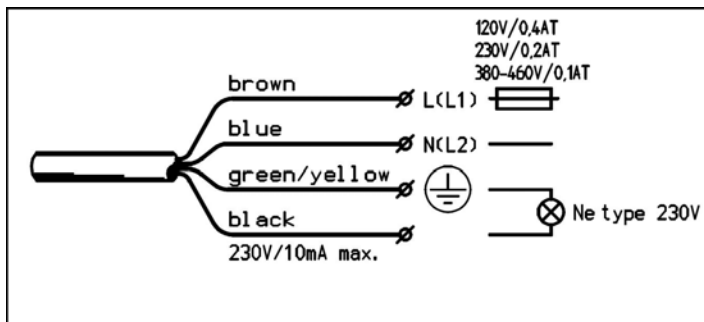 120V/0,4AT
230V/0,2AT
380-460V/0,1AT
brown
L(L1)
blue
N(L2)
green/yellow
Ne type 230V
black
230V/10mA max.